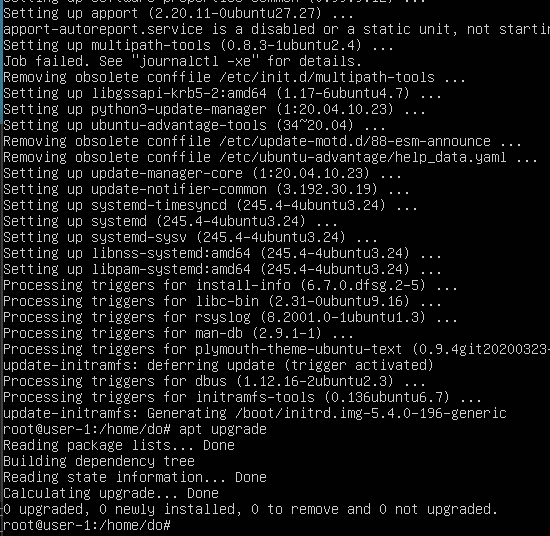 Setting up software-properties-common (0.99.9.12) ...
Setting up apport (2.20.11-0ubuntu27.27) ...
apport-autoreport.service is a disabled or a static unit, not startin
Setting up multipath-tools (0.8.3-1ubuntu2.4) ...
Job failed. See "journalctl -xe" for details.
Removing obsolete conffile /etc/init.d/multipath-tools ...
Setting up libgssapi-krb5-2:amd64 (1.17-6ubuntu4.7) ...
Setting up python3-update-manager (1:20.04.10.23) ...
Setting up ubuntu-advantage-tools (34~20.04) ...
Removing obsolete conffile /etc/update-motd.d/88-esm-announce ...
Removing obsolete conffile /etc/ubuntu-advantage/help_data.yaml ...
Setting up update-manager-core (1:20.04.10.23) ...
Setting up update-notifier-common (3.192.30.19) ...
Setting up systemd-timesyncd (245.4-4ubuntu3.24) ...
Setting up systemd (245.4-4ubuntu3.24) ...
Setting up systemd-sysv (245.4-4ubuntu3.24) ...
Setting up libnss-systemd:amd64 (245.4-4ubuntu3.24) ...
Setting up libpam-systemd:amd64 (245.4-4ubuntu3.24) ...
Processing triggers for install-info (6.7.0.dfsg.2-5) ...
Processing triggers for libc-bin (2.31-0ubuntu9.16) ...
Processing triggers for rsyslog (8.2001.0-1ubuntu1.3) ...
Processing triggers for man-db (2.9.1-1) ...
Processing triggers for plymouth-theme-ubuntu-text (0.9.4git20200323-
update-initramfs: deferring update (trigger activated)
Processing triggers for dbus (1.12.16-2ubuntu2.3) ...
Processing triggers for initramfs-tools (0.136ubuntu6.7) ...
update-initramfs: Generating /boot/initrd.img-5.4.0-196-generic
root@user-1:/home/do# apt upgrade
Reading package lists... Done
Building dependency tree
Reading state information... Done
Calculating upgrade... Done
0 upgraded, 0 newly installed, 0 to remove and 0 not upgraded.
root@user-1:/home/do#